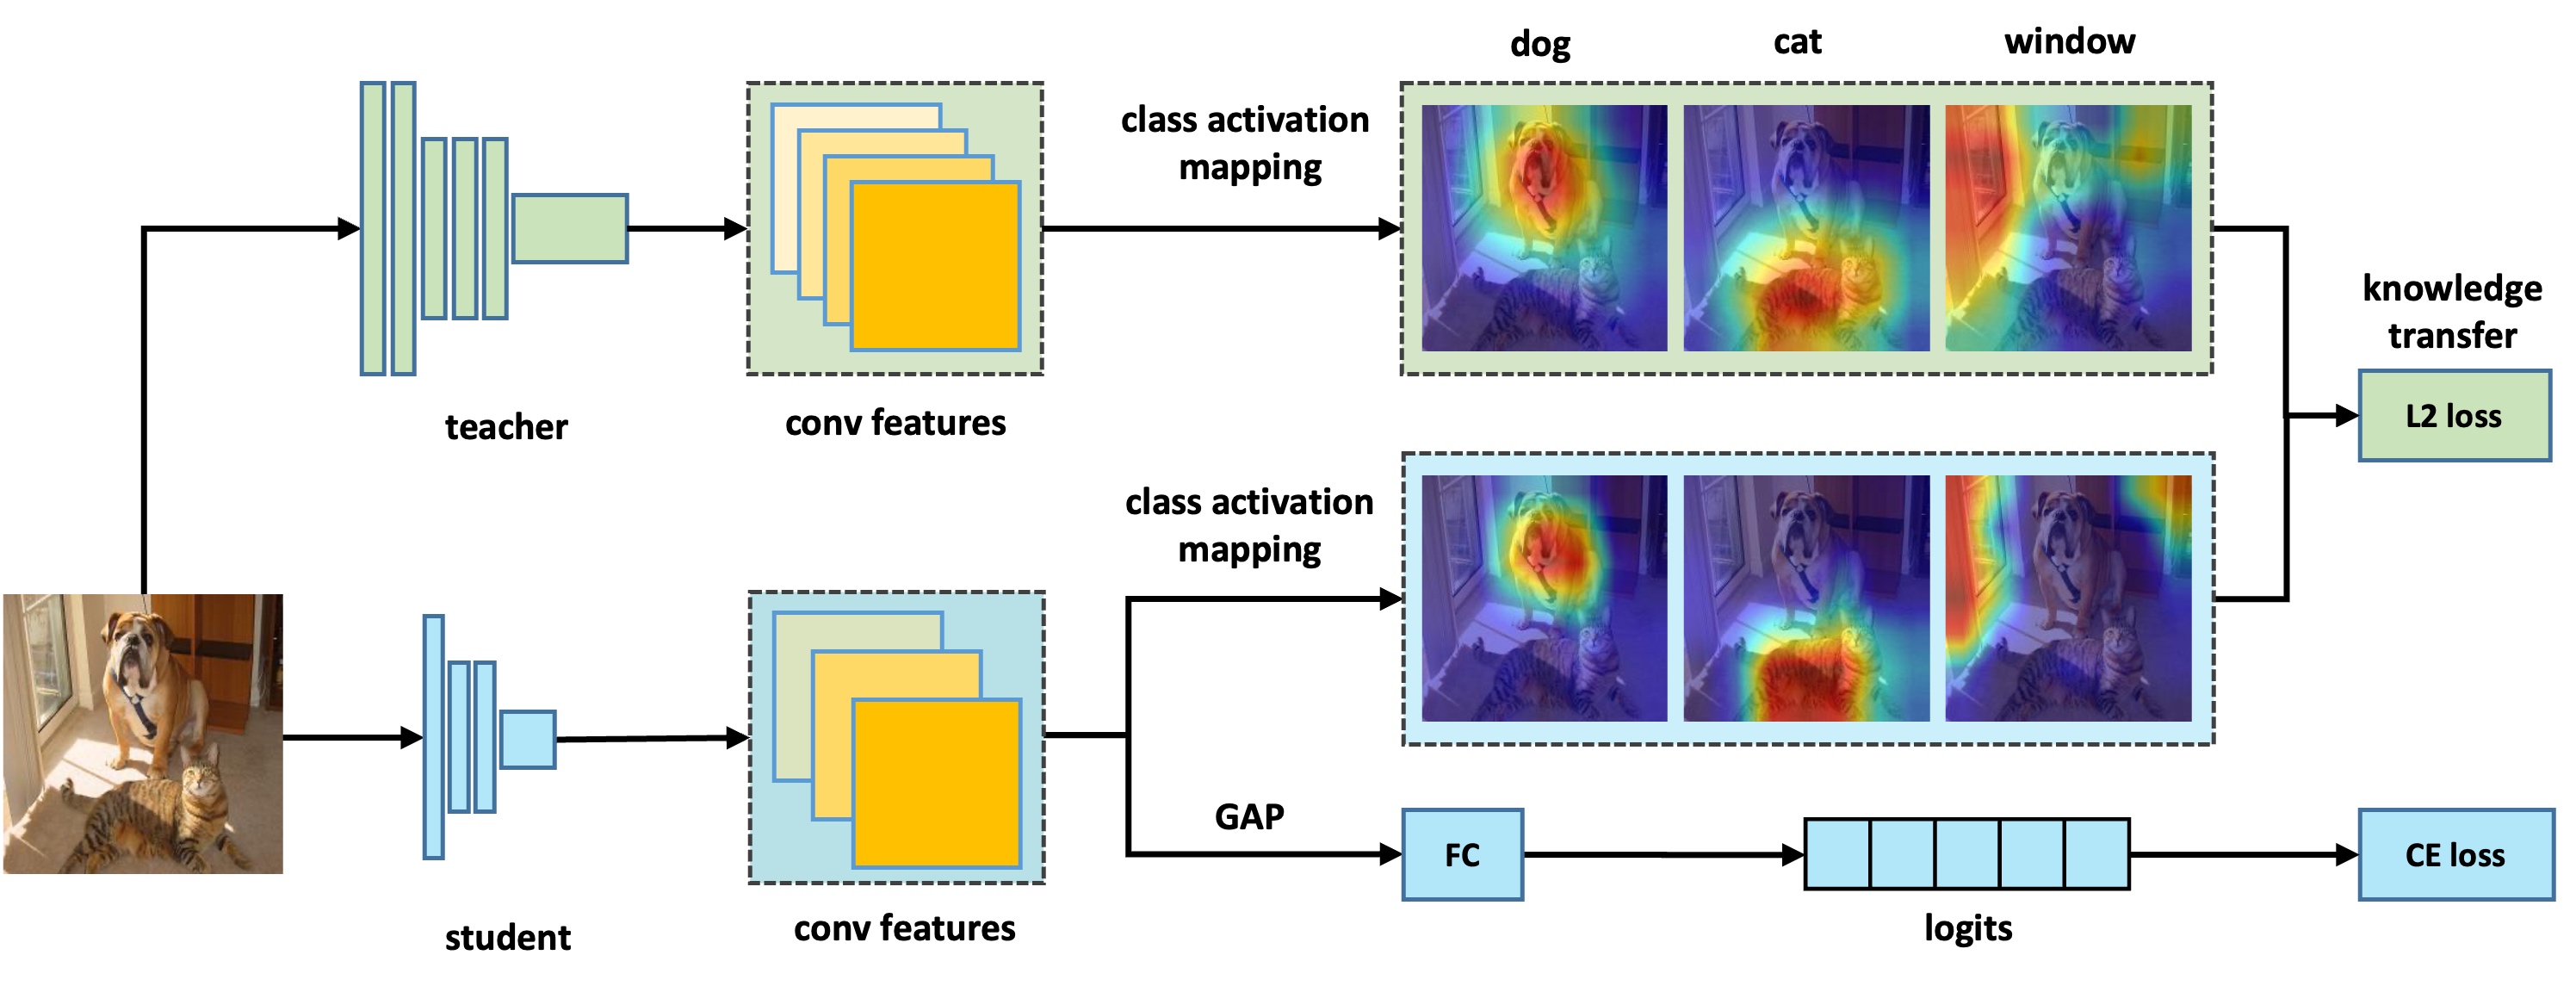 dog
cat
window
class activation
mapping
knowledge
transfer
L2 loss
teacher
conv features
class activation
mapping
GAP
FC
CE loss
student
conv features
logits